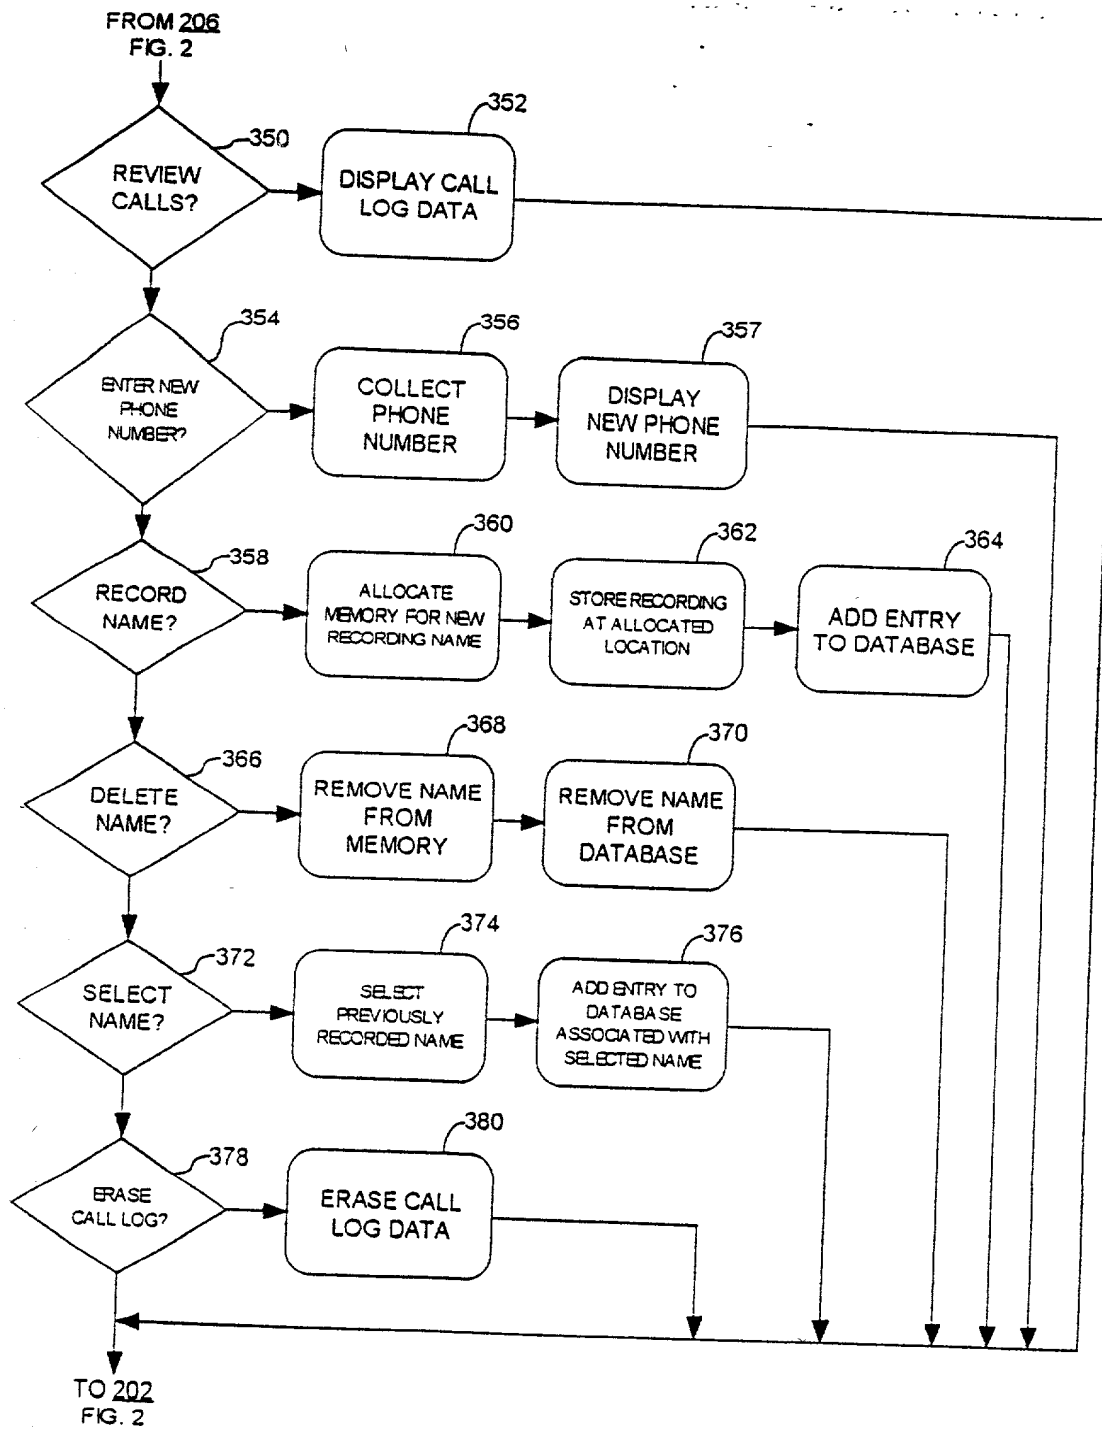 FROM 206
FIG. 2
350
REVIEW
CALLS?
352
DISPLAY CALL
LOG DATA
354
ENTER NEW
PHONE
NUMBER?
356
COLLECT
PHONE
NUMBER
357
DISPLAY
NEW PHONE
NUMBER
358
RECORD
NAME?
360
ALLOCATE
MEMORY FOR NEW
RECORDING NAME
362
STORE RECORDING
AT ALLOCATED
LOCATION
364
ADD ENTRY
TO DATABASE
366
DELETE
NAME?
368
REMOVE NAME
FROM
MEMORY
370
REMOVE NAME
FROM
DATABASE
372
SELECT
NAME?
374
SELECT
PREVIOUSLY
RECORDED NAME
376
ADD ENTRY TO
DATABASE
ASSOCIATED WITH
SELECTED NAME
378
ERASE
CALL LOG?
380
ERASE CALL
LOG DATA
TO 202
FIG. 2